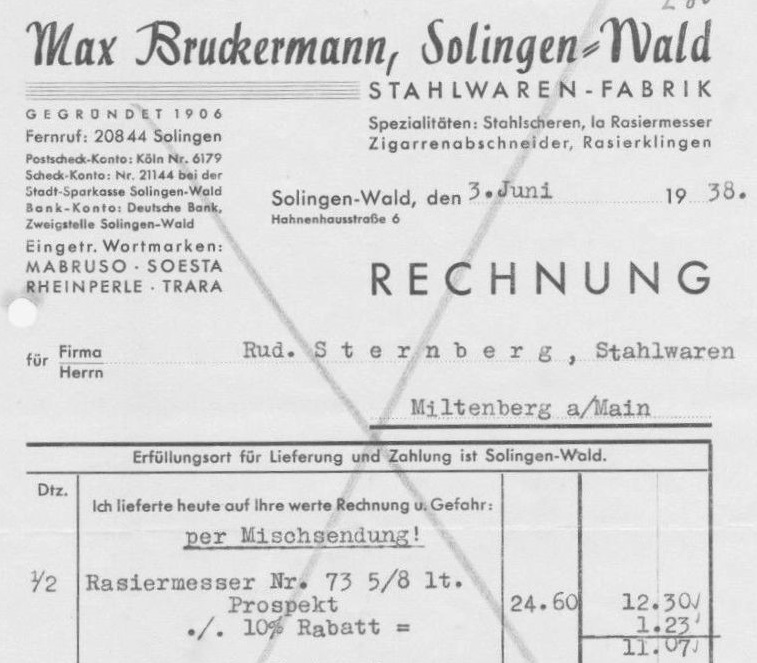 Max Bruckermann, Solingen-Wald
STAHLWAREN-FABRIK
GEGRÜNDET 1906
Fernruf: 20844 Solingen
Postscheck-Konto: Köln Nr. 6179
Scheck-Konto: Nr. 21144 bei der
Stadt-Sparkasse Solingen-Wald
Bank-Konto: Deutsche Bank,
Zweigstelle Solingen-Wald
Eingetr. Wortmarken:
MABRUSO · SOESTA
RHEINPERLE · TRARA
Spezialitäten: Stahlscheren, la Rasiermesser
Zigarrenabschneider, Rasierklingen
Solingen-Wald, den 3.Juni 19 38.
Hahnenhausstraße 6
RECHNUNG
für Firma Herrn Rud. Sternberg, Stahlwaren
Miltenberg a/Main
Erfüllungsort für Lieferung und Zahlung ist Solingen-Wald.
Dtz.
Ich lieferte heute auf Ihre werte Rechnung u. Gefahr:
per Mischsendung!
1/2 Rasiermesser Nr. 73 5/8 lt.
Prospekt 24.60 12.30
./. 10% Rabatt = 1.23
11.07